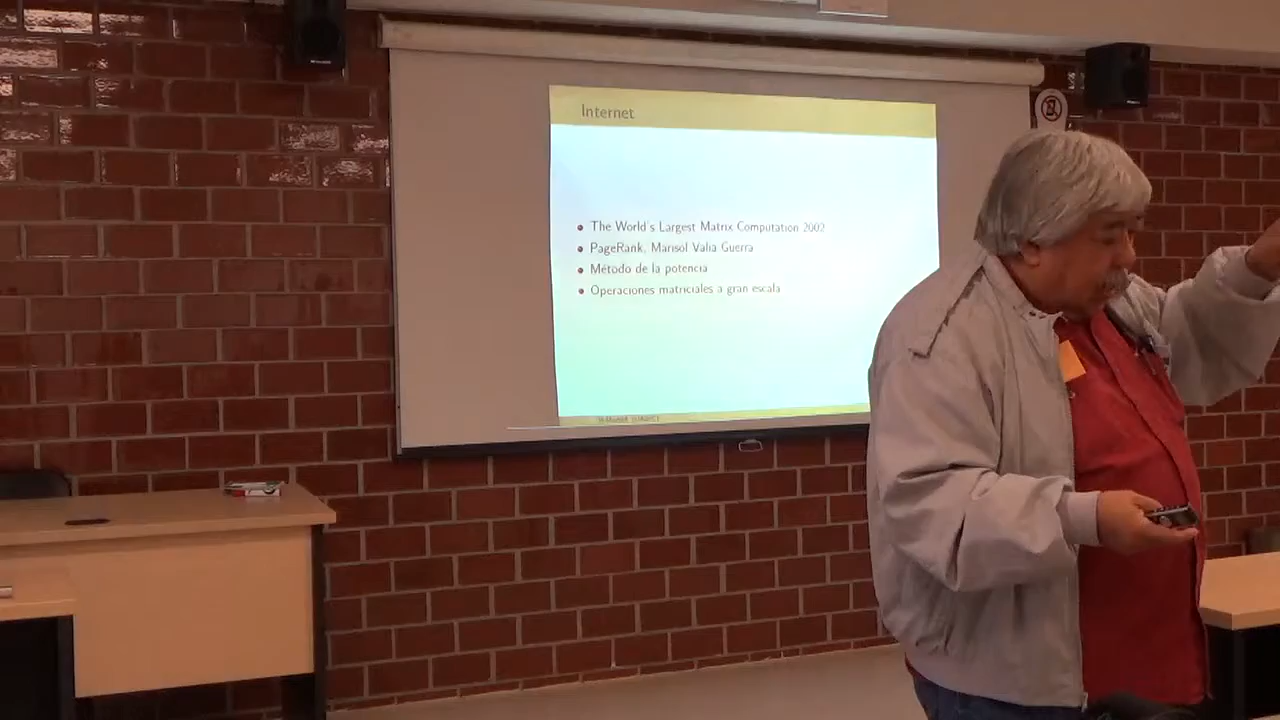 Internet
The World's Largest Matrix Computation 2002
PageRank, Marisol Valia Guerra
Método de la potencia
Operaciones matriciales a gran escala